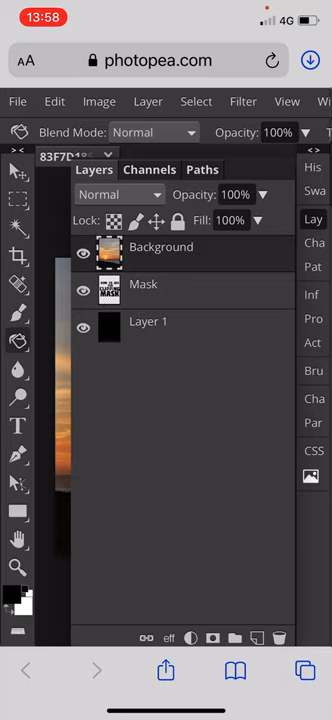 13:58
4G
AA
photopea.com
File Edit Image Layer Select Filter View
Blend Mode: Normal Opacity: 100%
83F7D
Layers Channels Paths
Normal Opacity: 100%
Lock: Fill: 100%
Background
Mask
Layer 1
eff
His
Swa
Lay
Cha
Pat
Inf
Pro
Act
Bru
Cha
Par